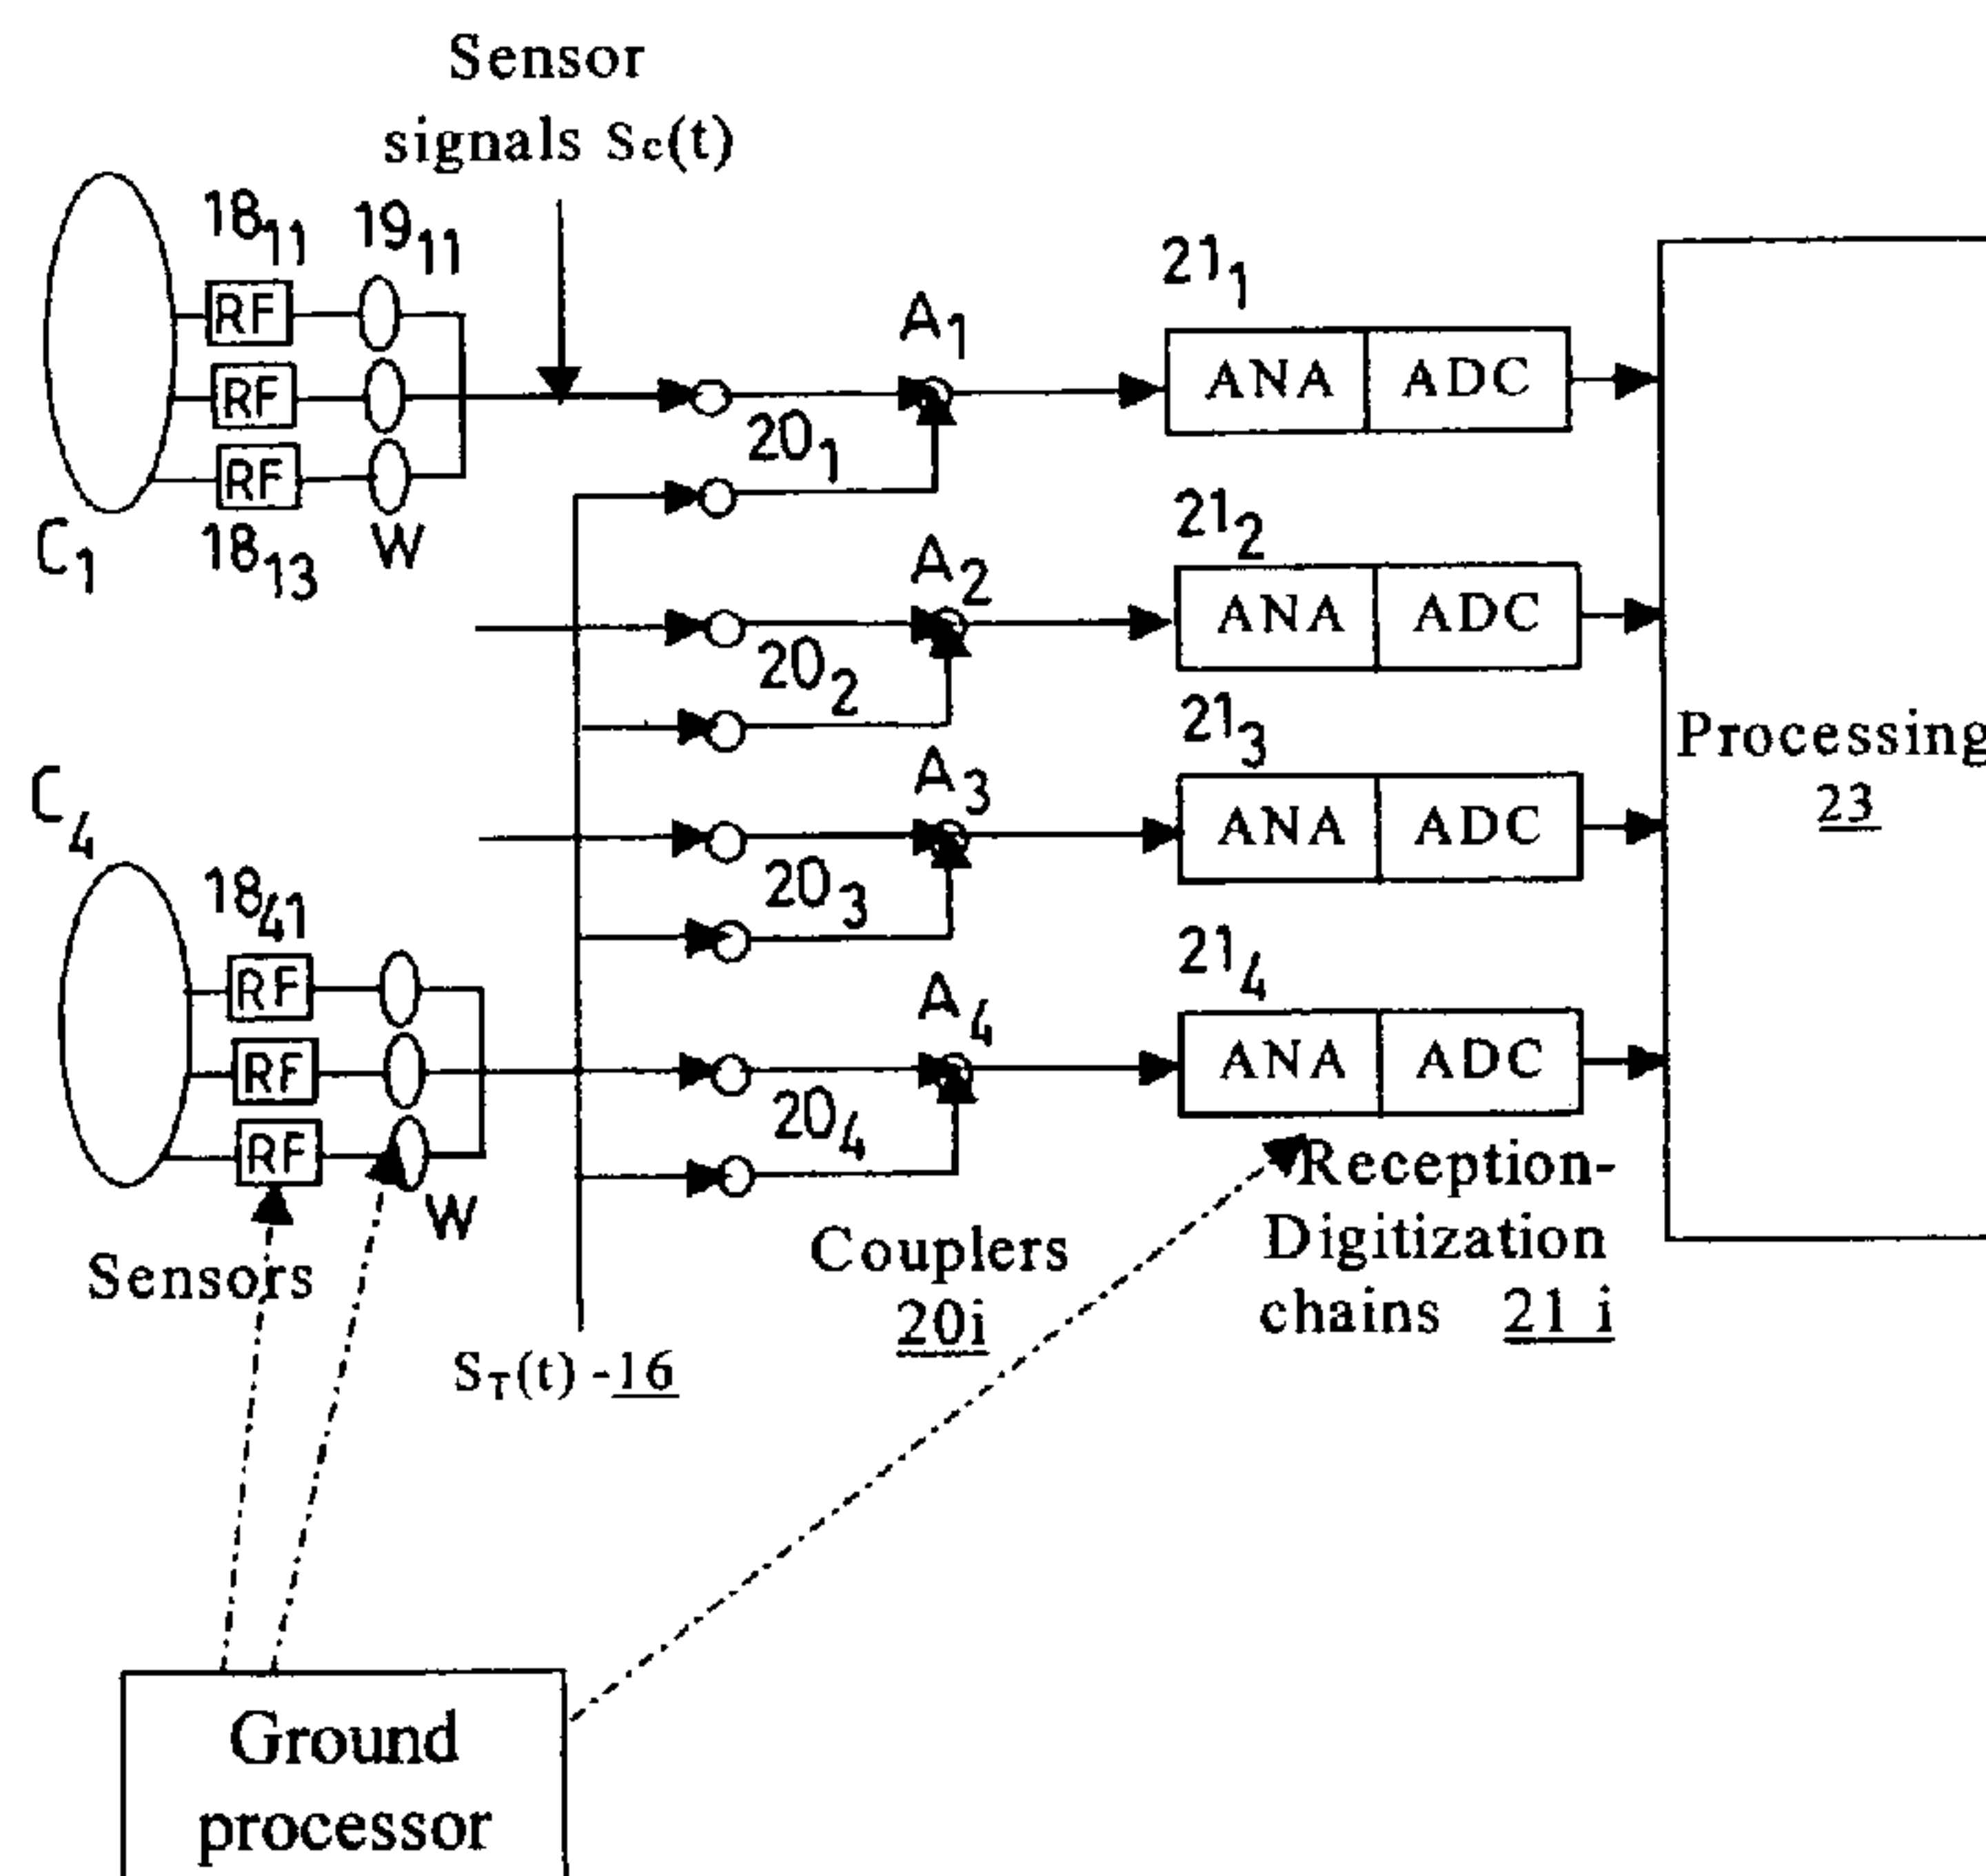 Sensor
signals Sc(t)
18₁₁ 19₁₁
RF
RF
RF
C₁ 18₁₃ W
A₁ 21₁
ANA ADC
20₁
A₂ 21₂
ANA ADC
20₂
A₃ 21₃
ANA ADC
20₃
A₄ 21₄
ANA ADC
20₄
Processing
23
C₄
18₄₁
RF
RF
RF
W
Sensors
Sᴛ(t) -16
Couplers
20i
Reception-
Digitization
chains 21 i
Ground
processor